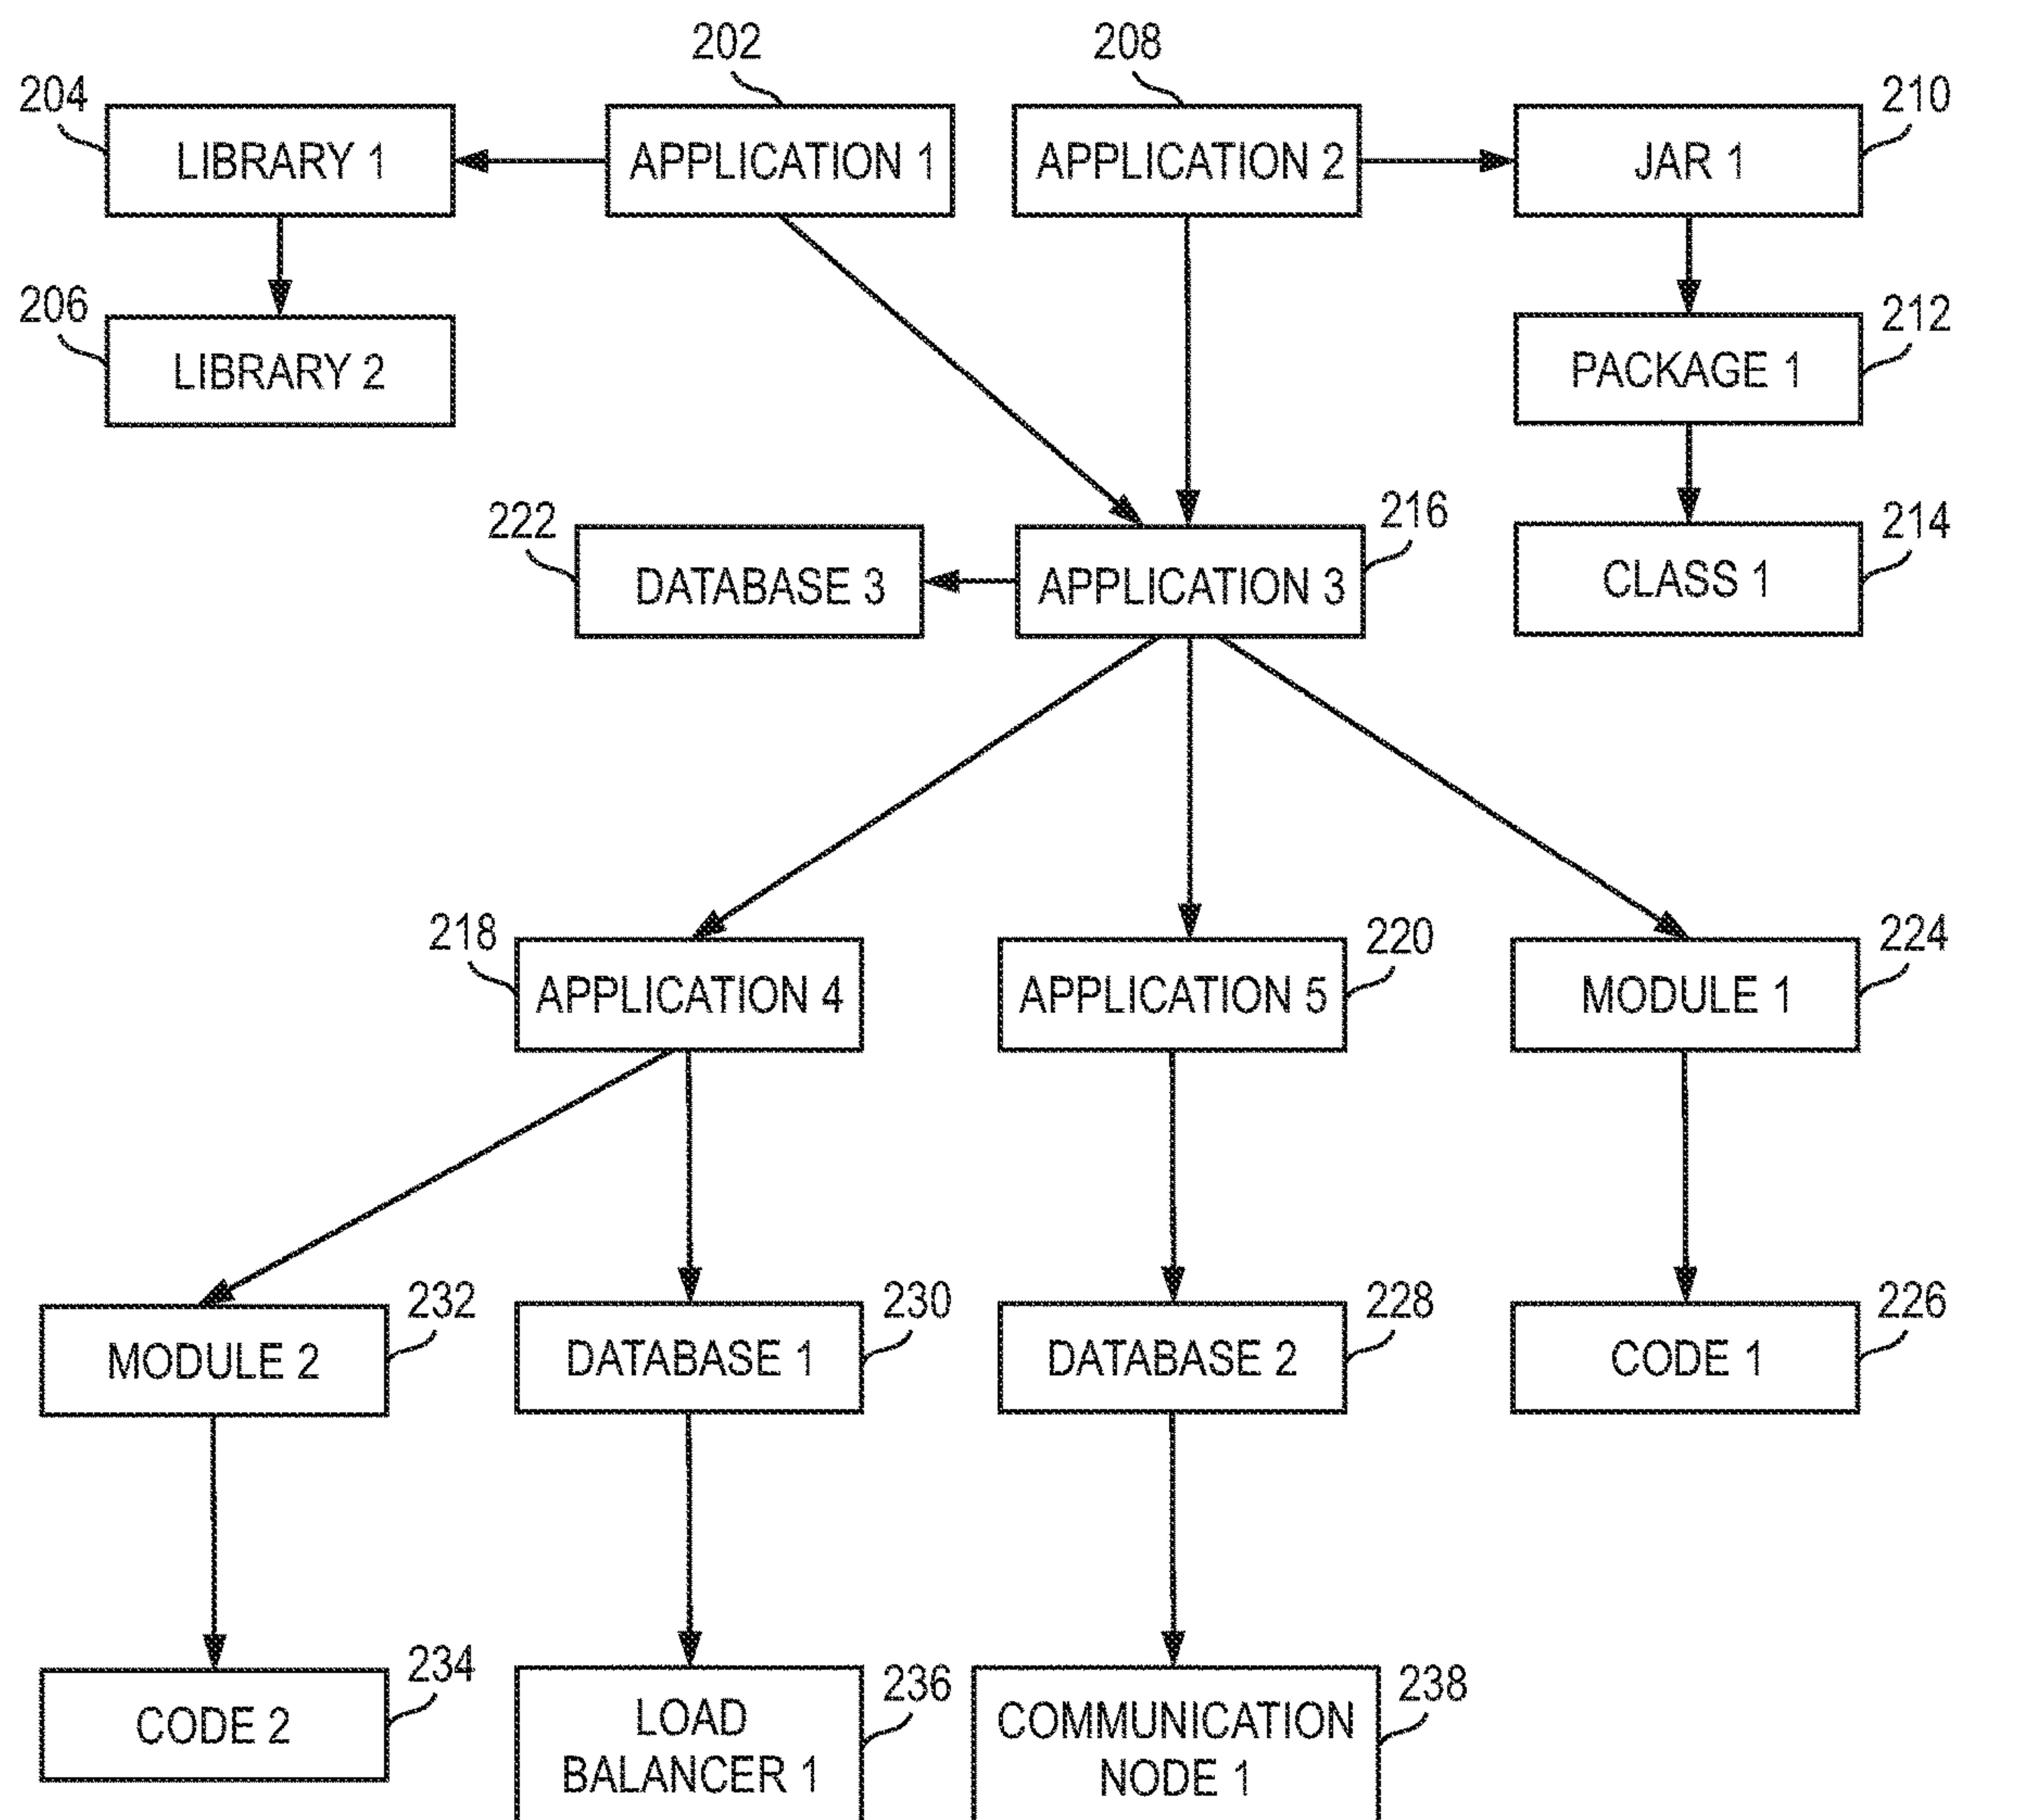 202
208
204
LIBRARY 1
APPLICATION 1
APPLICATION 2
JAR 1
210
206
LIBRARY 2
PACKAGE 1
212
222
DATABASE 3
APPLICATION 3
216
CLASS 1
214
218
APPLICATION 4
APPLICATION 5
220
MODULE 1
224
MODULE 2
232
DATABASE 1
230
DATABASE 2
228
CODE 1
226
CODE 2
234
LOAD
BALANCER 1
236
COMMUNICATION
NODE 1
238